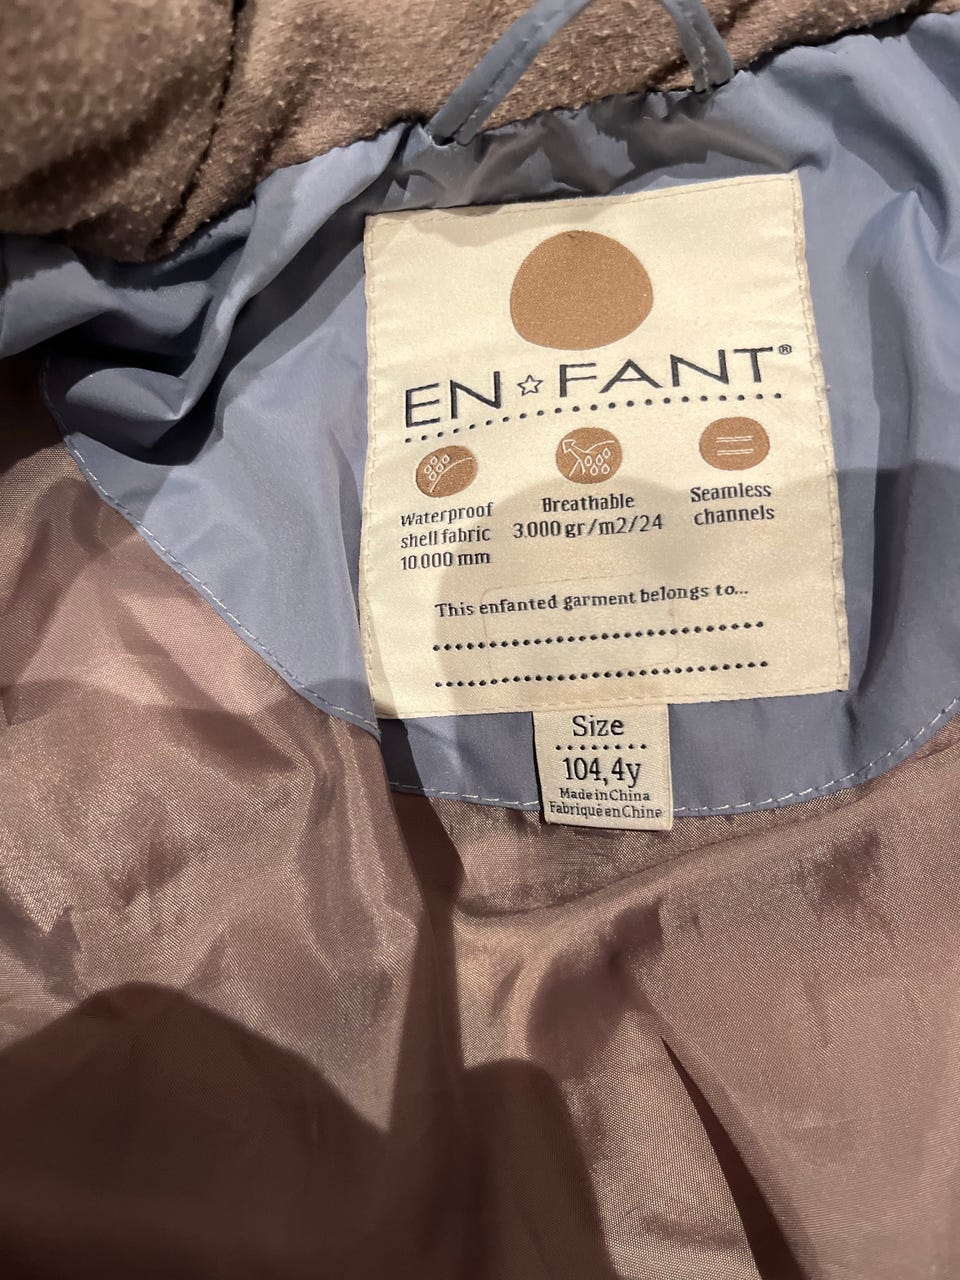 EN☆FANT®
Waterproof
shell fabric
10.000 mm
Breathable
3.000 gr/m2/24
Seamless
channels
This enfanted garment belongs to...
Size
104,4y
Made in China
Fabriqué en Chine